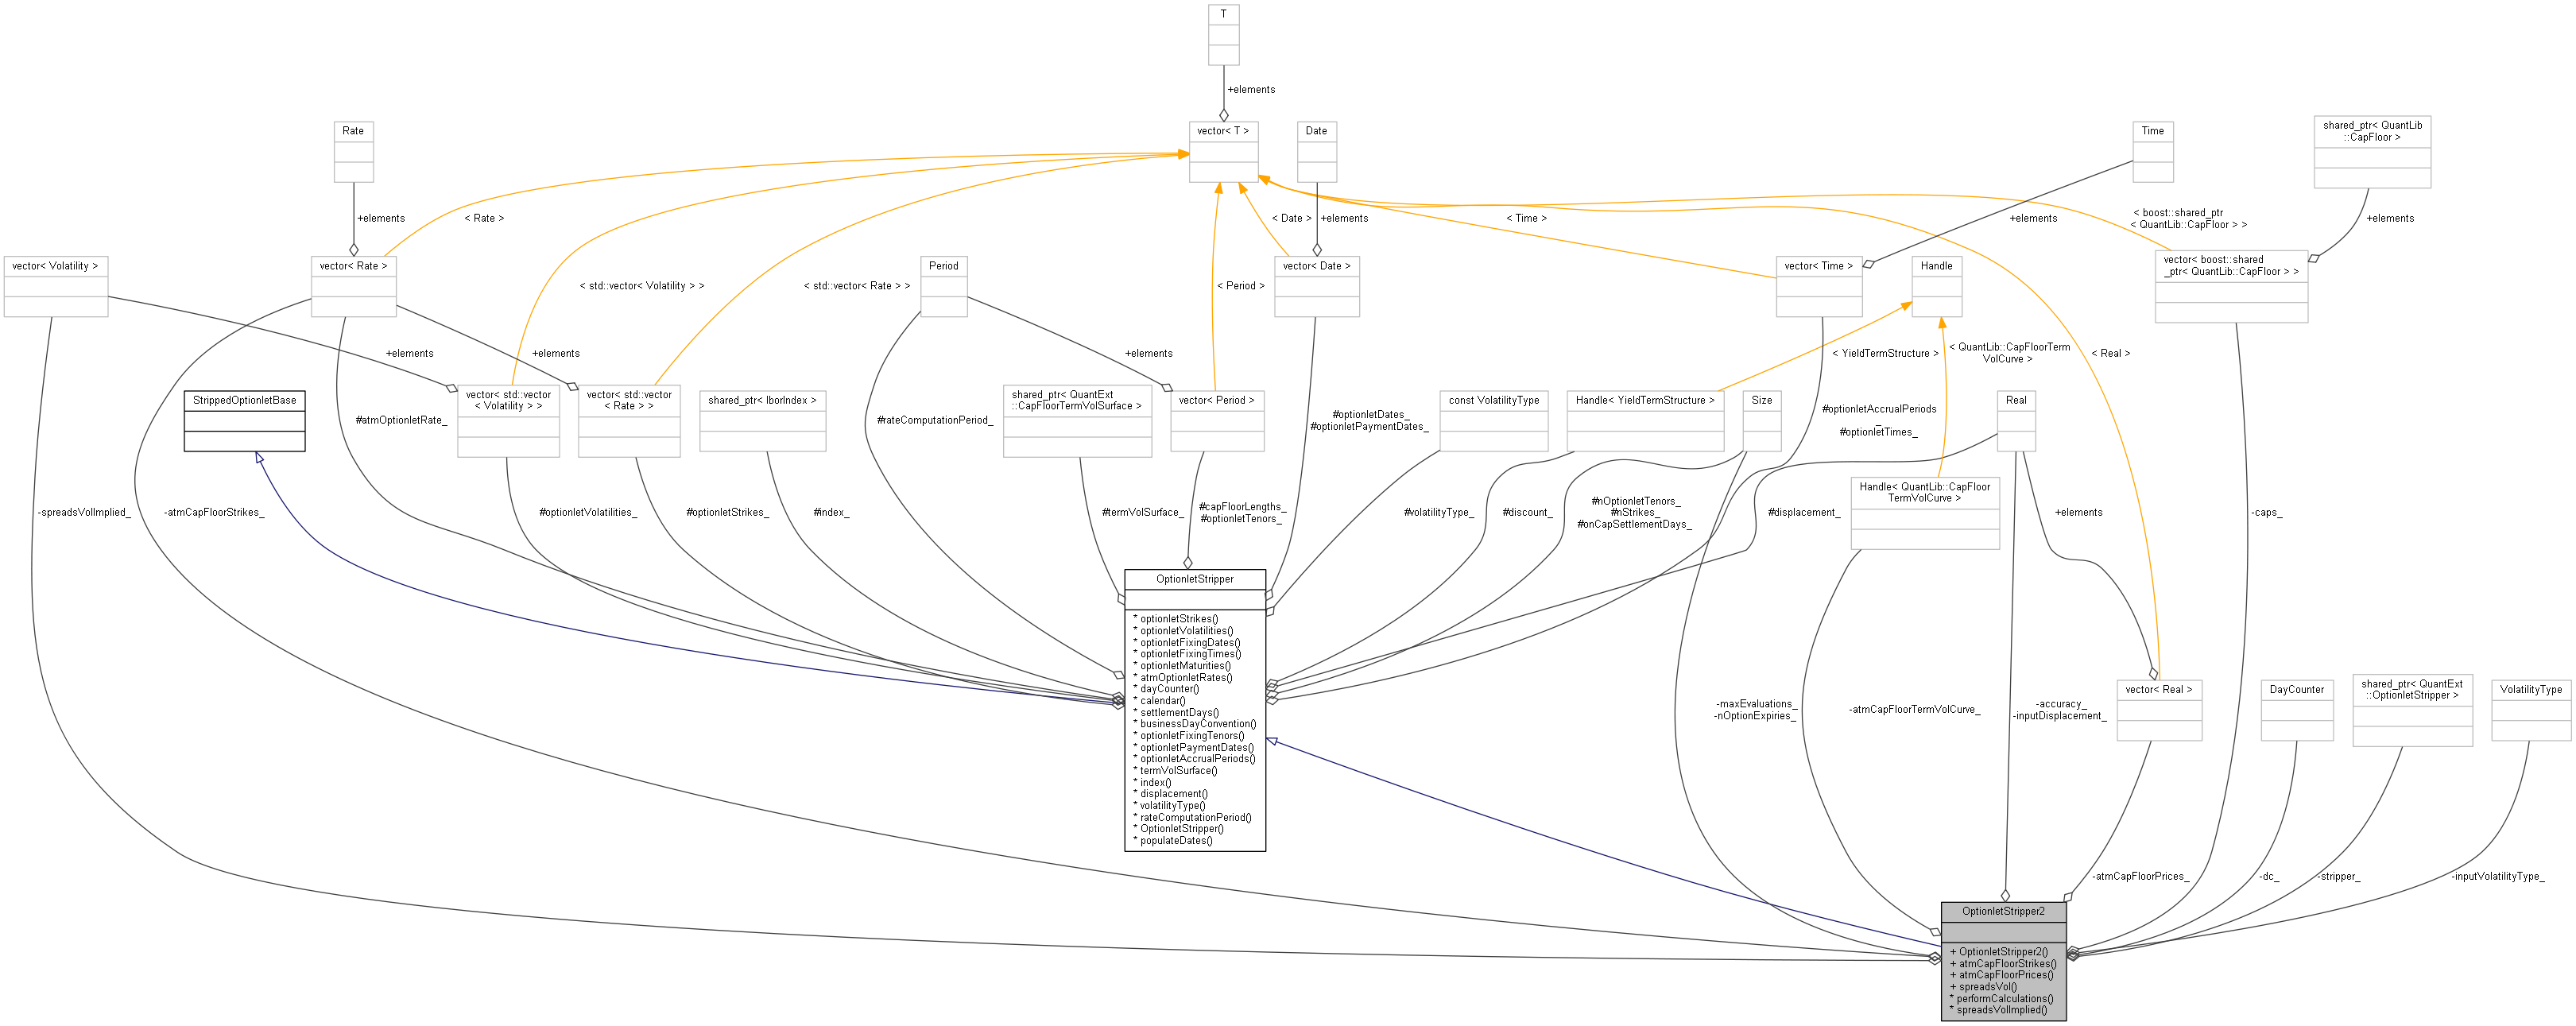 T
+elements
Rate
vector< T >
Date
Time
shared_ptr< QuantLib
::CapFloor >
+elements
< Rate >
< Date >
+elements
< Time >
+elements
< boost::shared_ptr
< QuantLib::CapFloor > >
+elements
vector< Volatility >
vector< Rate >
Period
vector< Date >
vector< Time >
Handle
vector< boost::shared
_ptr< QuantLib::CapFloor > >
< std::vector< Volatility > >
< std::vector< Rate > >
< Period >
+elements
+elements
+elements
< YieldTermStructure >
< QuantLib::CapFloorTerm
VolCurve >
< Real >
StrippedOptionletBase
vector< std::vector
< Volatility > >
vector< std::vector
< Rate > >
shared_ptr< IborIndex >
shared_ptr< QuantExt
::CapFloorTermVolSurface >
vector< Period >
const VolatilityType
Handle< YieldTermStructure >
Size
Real
#atmOptionletRate_
#rateComputationPeriod_
#optionletDates_
#optionletPaymentDates_
#optionletAccrualPeriods
_
#optionletTimes_
Handle< QuantLib::CapFloor
TermVolCurve >
-spreadsVolImplied_
-atmCapFloorStrikes_
#optionletVolatilities_
#optionletStrikes_
#index_
#termVolSurface_
#capFloorLengths_
#optionletTenors_
#volatilityType_
#discount_
#nOptionletTenors_
#nStrikes_
#onCapSettlementDays_
#displacement_
+elements
-caps_
OptionletStripper
* optionletStrikes()
* optionletVolatilities()
* optionletFixingDates()
* optionletFixingTimes()
* optionletMaturities()
* atmOptionletRates()
* dayCounter()
* calendar()
* settlementDays()
* businessDayConvention()
* optionletFixingTenors()
* optionletPaymentDates()
* optionletAccrualPeriods()
* termVolSurface()
* index()
* displacement()
* volatilityType()
* rateComputationPeriod()
* OptionletStripper()
* populateDates()
-maxEvaluations_
-nOptionExpiries_
-atmCapFloorTermVolCurve_
-accuracy_
-inputDisplacement_
vector< Real >
DayCounter
shared_ptr< QuantExt
::OptionletStripper >
VolatilityType
-atmCapFloorPrices_
-dc_
-stripper_
-inputVolatilityType_
OptionletStripper2
+ OptionletStripper2()
+ atmCapFloorStrikes()
+ atmCapFloorPrices()
+ spreadsVol()
* performCalculations()
* spreadsVolImplied()